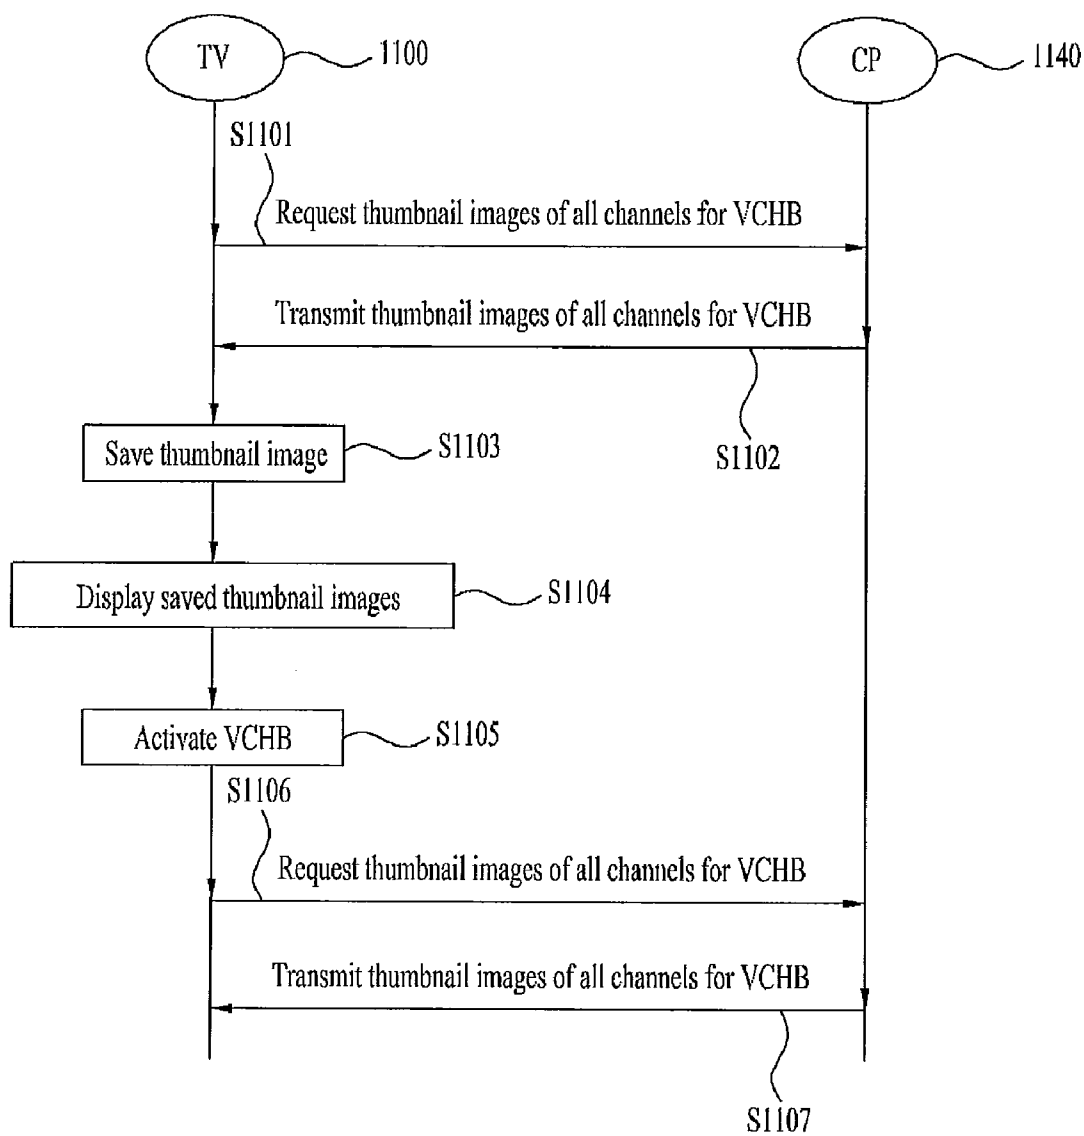 TV
1100
CP
1140
S1101
Request thumbnail images of all channels for VCHB
Transmit thumbnail images of all channels for VCHB
S1102
Save thumbnail image
S1103
Display saved thumbnail images
S1104
Activate VCHB
S1105
S1106
Request thumbnail images of all channels for VCHB
Transmit thumbnail images of all channels for VCHB
S1107